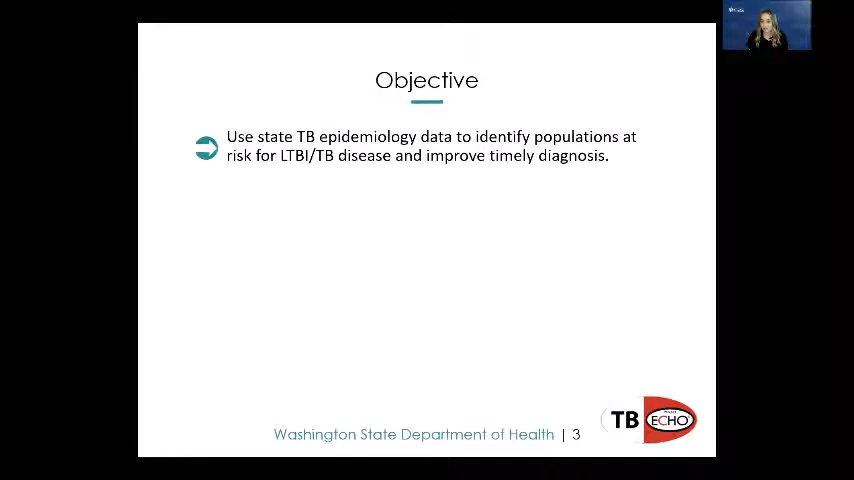 Objective
Use state TB epidemiology data to identify populations at
risk for LTBI/TB disease and improve timely diagnosis.
Washington State Department of Health | 3
TB ECHO